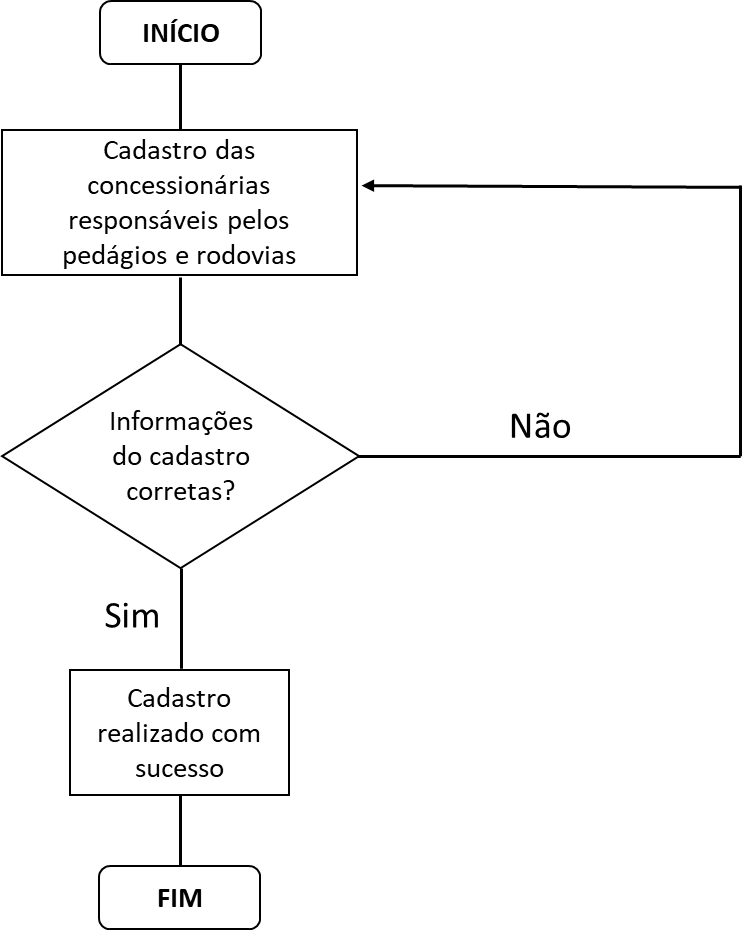 INÍCIO
Cadastro das
concessionárias
responsáveis pelos
pedágios e rodovias
Informações
do cadastro
corretas?
Não
Sim
Cadastro
realizado com
sucesso
FIM